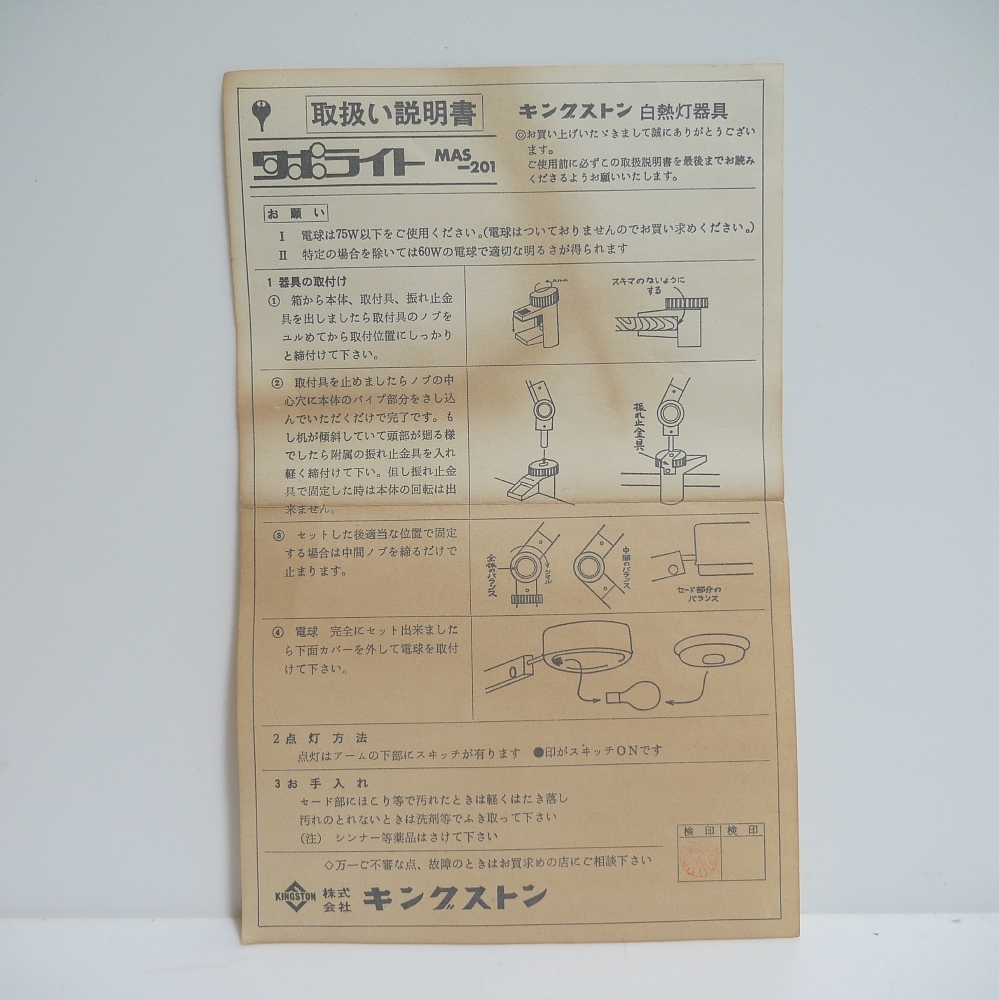 取扱い説明書
キングストン 白熱灯器具
MAS
-201
ライト
◎お買い上げいたゞきまして誠にありがとうござい
ます。
ご使用前に必ずこの取扱説明書を最後までお読み
くださるようお願いいたします。
お願い
Ⅰ 電球は75W以下をご使用ください。(電球はついておりませんのでお買い求めください。)
Ⅱ 特定の場合を除いては60Wの電球で適切な明るさが得られます
1 器具の取付け
① 箱から本体、取付具、振れ止金
具を出しましたら取付具のノブを
ユルめてから取付位置にしっかり
と締付けて下さい。
スキマのないように
する
② 取付具を止めましたらノブの中
心穴に本体のパイプ部分をさし込
んでいただくだけで完了です。も
し机が傾斜していて頭部が廻る様
でしたら附属の振れ止金具を入れ
軽く締付けて下い。但し振れ止金
具で固定した時は本体の回転は出
来ません。
振れ止金具
③ セットした後適当な位置で固定
する場合は中間ノブを締るだけで
止まります。
全体のバランス
中間のバランス
セード部分の
バランス
④ 電球 完全にセット出来ました
ら下面カバーを外して電球を取付
けて下さい。
2 点灯方法
点灯はアームの下部にスキッチが有ります ●印がスキッチONです
3 お手入れ
セード部にほこり等で汚れたときは軽くはたき落し
汚れのとれないときは洗剤等でふき取って下さい
(注) シンナー等薬品はさけて下さい
検印 検印
◇万一ご不審な点、故障のときはお買求めの店にご相談下さい
KINGSTON 株式会社 キングストン